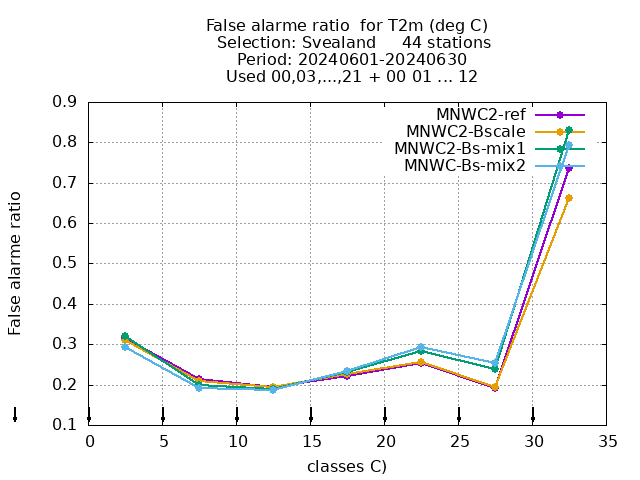 False alarme ratio  for T2m (deg C)
Selection: Svealand     44 stations
Period: 20240601-20240630
Used 00,03,...,21 + 00 01 ... 12
MNWC2-ref
MNWC2-Bscale
MNWC2-Bs-mix1
MNWC-Bs-mix2
False alarme ratio
0.9
0.8
0.7
0.6
0.5
0.4
0.3
0.2
0.1
0 5 10 15 20 25 30 35
classes C)